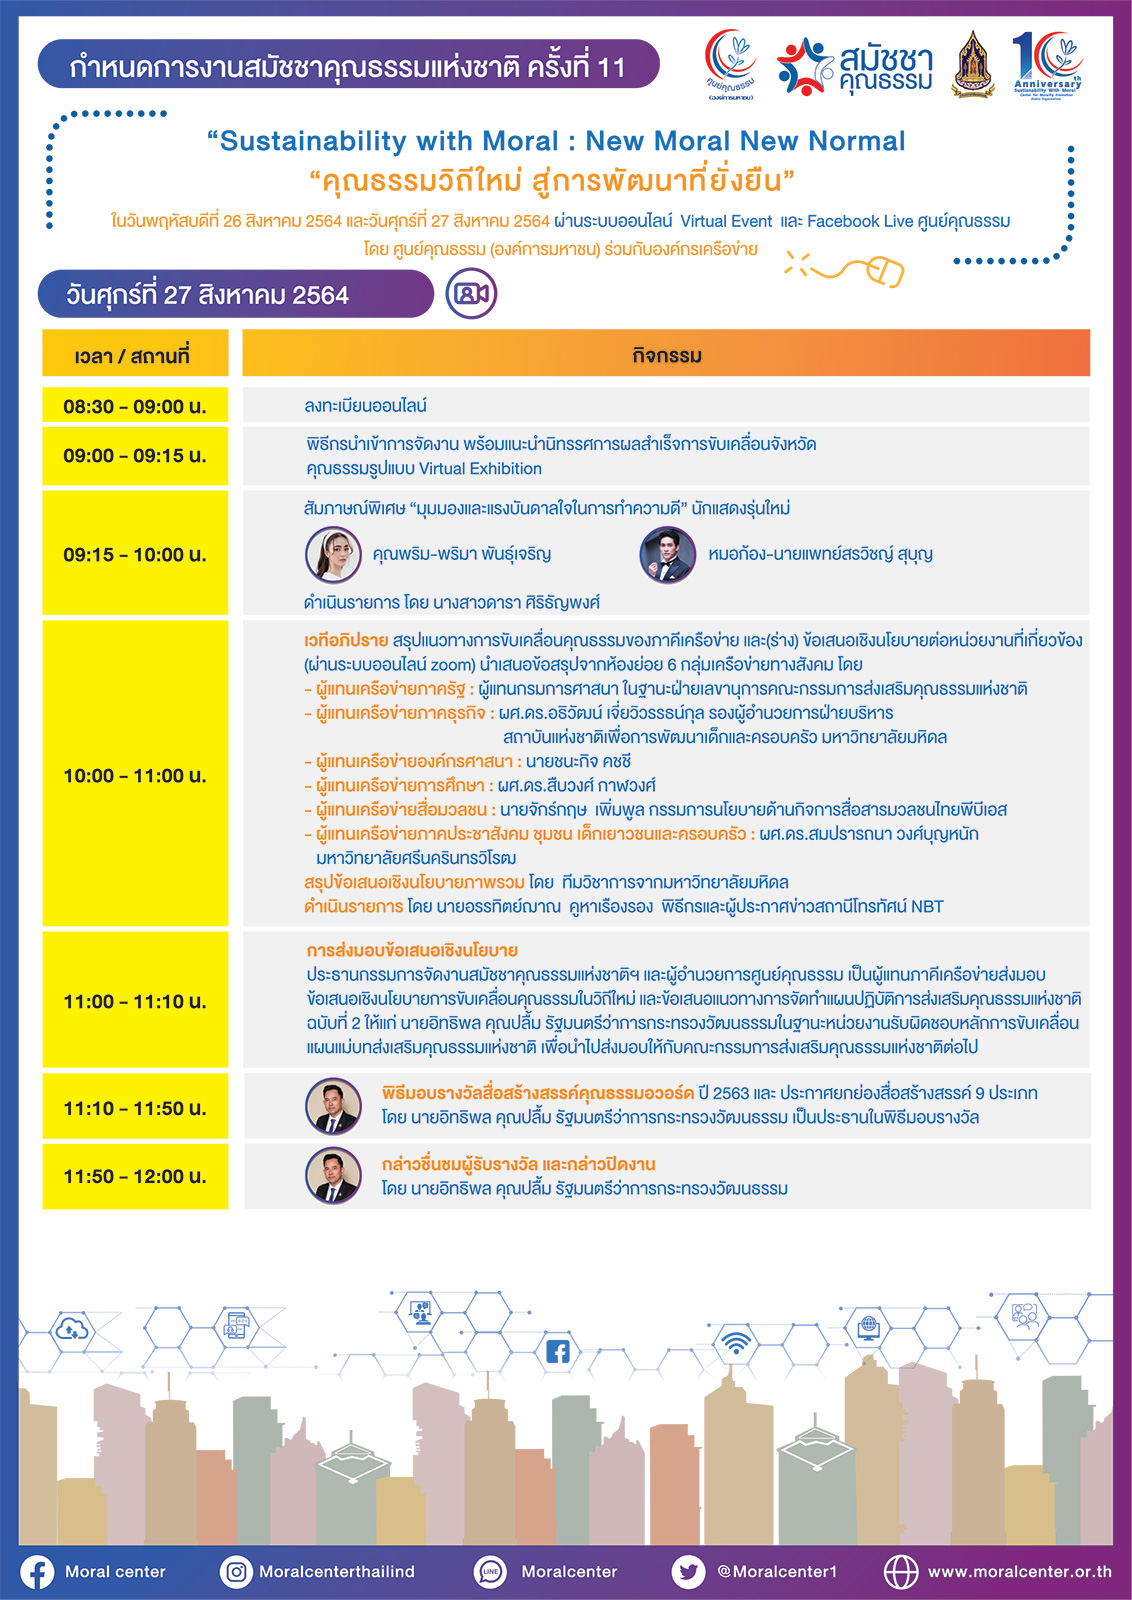 กำหนดการงานสมัชชาคุณธรรมแห่งชาติ ครั้งที่ 11
ศูนย์คุณธรรม
(องค์การมหาชน)
สมัชชา
คุณธรรม
10
Anniversary
Sustianability With Moral
“Sustainability with Moral : New Moral New Normal
“คุณธรรมวิถีใหม่ สู่การพัฒนาที่ยั่งยืน”
ในวันพฤหัสบดีที่ 26 สิงหาคม 2564 และวันศุกร์ที่ 27 สิงหาคม 2564 ผ่านระบบออนไลน์ Virtual Event และ Facebook Live ศูนย์คุณธรรม
โดย ศูนย์คุณธรรม (องค์การมหาชน) ร่วมกับองค์กรเครือข่าย
วันศุกร์ที่ 27 สิงหาคม 2564
เวลา / สถานที่
กิจกรรม
08:30 - 09:00 น.
ลงทะเบียนออนไลน์
09:00 - 09:15 น.
พิธีกรนำเข้าการจัดงาน พร้อมแนะนำนิทรรศการผลสำเร็จการขับเคลื่อนจังหวัด
คุณธรรมรูปแบบ Virtual Exhibition
09:15 - 10:00 น.
สัมภาษณ์พิเศษ “มุมมองและแรงบันดาลใจในการทำความดี” นักแสดงรุ่นใหม่
คุณพริม-พริมา พันธุ์เจริญ
หมอก้อง-นายแพทย์สรวิชญ์ สุบุญ
ดำเนินรายการ โดย นางสาวดารา ศิริธัญพงศ์
10:00 - 11:00 น.
เวทีอภิปราย สรุปแนวทางการขับเคลื่อนคุณธรรมของภาคีเครือข่าย และ(ร่าง) ข้อเสนอเชิงนโยบายต่อหน่วยงานที่เกี่ยวข้อง
(ผ่านระบบออนไลน์ zoom) นำเสนอข้อสรุปจากห้องย่อย 6 กลุ่มเครือข่ายทางสังคม โดย
- ผู้แทนเครือข่ายภาครัฐ : ผู้แทนกรมการศาสนา ในฐานะฝ่ายเลขานุการคณะกรรมการส่งเสริมคุณธรรมแห่งชาติ
- ผู้แทนเครือข่ายภาคธุรกิจ : ผศ.ดร.อธิวัฒน์ เจี่ยวิวรรธน์กุล รองผู้อำนวยการฝ่ายบริหาร
สถาบันแห่งชาติเพื่อการพัฒนาเด็กและครอบครัว มหาวิทยาลัยมหิดล
- ผู้แทนเครือข่ายองค์กรศาสนา : นายชนะกิจ คชชี
- ผู้แทนเครือข่ายการศึกษา : ผศ.ดร.สืบวงศ์ กาฬวงศ์
- ผู้แทนเครือข่ายสื่อมวลชน : นายจักร์กฤษ เพิ่มพูล กรรมการนโยบายด้านกิจการสื่อสารมวลชนไทยพีบีเอส
- ผู้แทนเครือข่ายภาคประชาสังคม ชุมชน เด็กเยาวชนและครอบครัว : ผศ.ดร.สมปรารถนา วงศ์บุญหนัก
มหาวิทยาลัยศรีนครินทรวิโรฒ
สรุปข้อเสนอเชิงนโยบายภาพรวม โดย ทีมวิชาการจากมหาวิทยาลัยมหิดล
ดำเนินรายการ โดย นายอรรทิตย์ฌาณ คูหาเรืองรอง พิธีกรและผู้ประกาศข่าวสถานีโทรทัศน์ NBT
11:00 - 11:10 น.
การส่งมอบข้อเสนอเชิงนโยบาย
ประธานกรรมการจัดงานสมัชชาคุณธรรมแห่งชาติฯ และผู้อำนวยการศูนย์คุณธรรม เป็นผู้แทนภาคีเครือข่ายส่งมอบ
ข้อเสนอเชิงนโยบายการขับเคลื่อนคุณธรรมในวิถีใหม่ และข้อเสนอแนวทางการจัดทำแผนปฏิบัติการส่งเสริมคุณธรรมแห่งชาติ
ฉบับที่ 2 ให้แก่ นายอิทธิพล คุณปลื้ม รัฐมนตรีว่าการกระทรวงวัฒนธรรมในฐานะหน่วยงานรับผิดชอบหลักการขับเคลื่อน
แผนแม่บทส่งเสริมคุณธรรมแห่งชาติ เพื่อนำไปส่งมอบให้กับคณะกรรมการส่งเสริมคุณธรรมแห่งชาติต่อไป
11:10 - 11:50 น.
พิธีมอบรางวัลสื่อสร้างสรรค์คุณธรรมอวอร์ด ปี 2563 และ ประกาศยกย่องสื่อสร้างสรรค์ 9 ประเภท
โดย นายอิทธิพล คุณปลื้ม รัฐมนตรีว่าการกระทรวงวัฒนธรรม เป็นประธานในพิธีมอบรางวัล
11:50 - 12:00 น.
กล่าวชื่นชมผู้รับรางวัล และกล่าวปิดงาน
โดย นายอิทธิพล คุณปลื้ม รัฐมนตรีว่าการกระทรวงวัฒนธรรม
Moral center
Moralcenterthailind
LINE
Moralcenter
@Moralcenter1
www.moralcenter.or.th